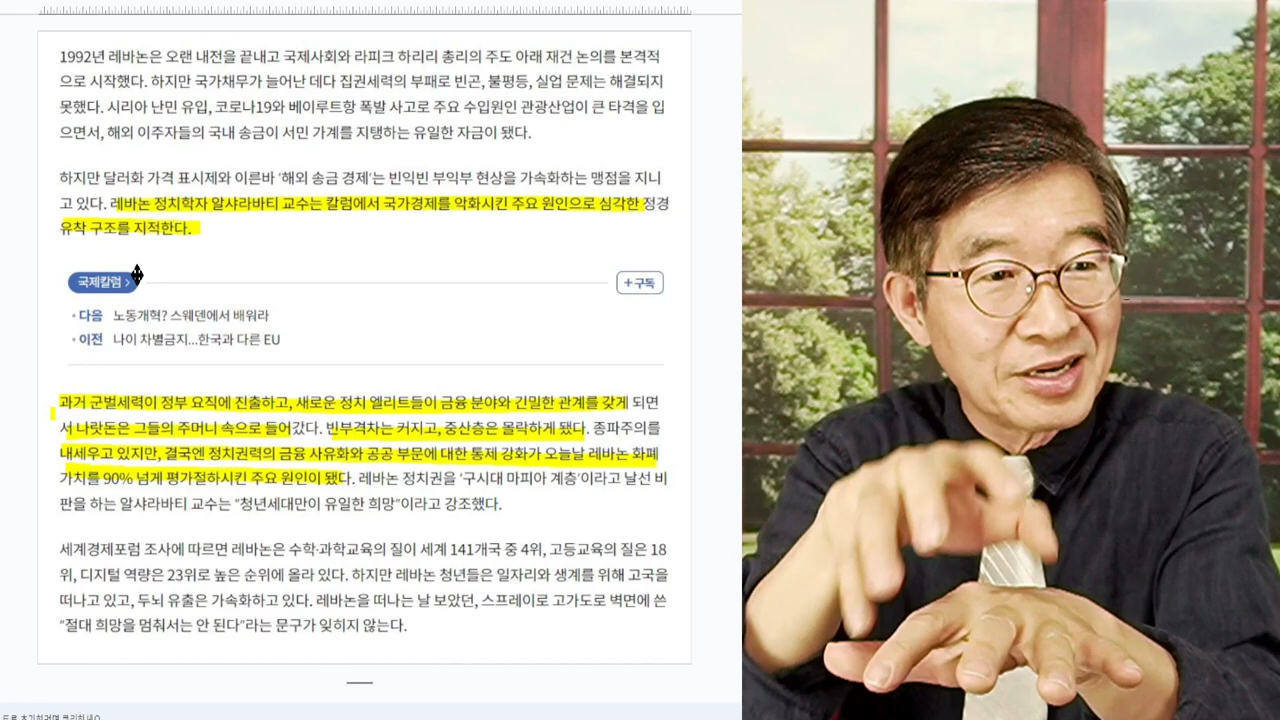 1992년 레바논은 오랜 내전을 끝내고 국제사회와 라피크 하리리 총리의 주도 아래 재건 논의를 본격적
으로 시작했다. 하지만 국가채무가 늘어난 데다 집권세력의 부패로 빈곤, 불평등, 실업 문제는 해결되지
못했다. 시리아 난민 유입, 코로나19와 베이루트항 폭발 사고로 주요 수입원인 관광산업이 큰 타격을 입
으면서, 해외 이주자들의 국내 송금이 서민 가계를 지탱하는 유일한 자금이 됐다.
하지만 달러화 가격 표시제와 이른바 '해외 송금 경제'는 빈익빈 부익부 현상을 가속화하는 맹점을 지니
고 있다. 레바논 정치학자 알샤라바티 교수는 칼럼에서 국가경제를 악화시킨 주요 원인으로 심각한 정경
유착 구조를 지적한다.
국제칼럼 >
+구독
• 다음 노동개혁? 스웨덴에서 배워라
• 이전 나이 차별금지...한국과 다른 EU
과거 군벌세력이 정부 요직에 진출하고, 새로운 정치 엘리트들이 금융 분야와 긴밀한 관계를 갖게 되면
서 나랏돈은 그들의 주머니 속으로 들어갔다. 빈부격차는 커지고, 중산층은 몰락하게 됐다. 종파주의를
내세우고 있지만, 결국엔 정치권력의 금융 사유화와 공공 부문에 대한 통제 강화가 오늘날 레바논 화폐
가치를 90% 넘게 평가절하시킨 주요 원인이 됐다. 레바논 정치권을 '구시대 마피아 계층'이라고 날선 비
판을 하는 알샤라바티 교수는 "청년세대만이 유일한 희망"이라고 강조했다.
세계경제포럼 조사에 따르면 레바논은 수학·과학교육의 질이 세계 141개국 중 4위, 고등교육의 질은 18
위, 디지털 역량은 23위로 높은 순위에 올라 있다. 하지만 레바논 청년들은 일자리와 생계를 위해 고국을
떠나고 있고, 두뇌 유출은 가속화하고 있다. 레바논을 떠나는 날 보았던, 스프레이로 고가도로 벽면에 쓴
"절대 희망을 멈춰서는 안 된다"라는 문구가 잊히지 않는다.